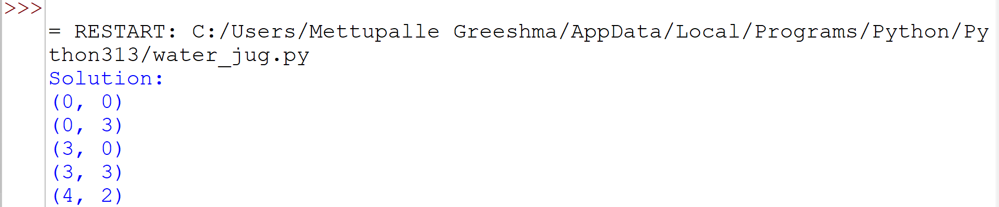 >>>
= RESTART: C:/Users/Mettupalle Greeshma/AppData/Local/Programs/Python/Py
thon313/water_jug.py
Solution:
(0, 0)
(0, 3)
(3, 0)
(3, 3)
(4, 2)